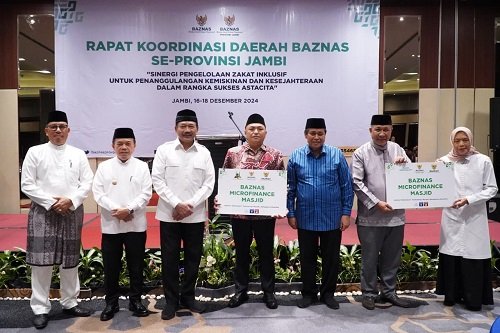 BAZNAS
BAZNAS
RAPAT KOORDINASI DAERAH BAZNAS
SE-PROVINSI JAMBI
"SINERGI PENGELOLAAN ZAKAT INKLUSIF
UNTUK PENANGGULANGAN KEMISKINAN DAN KESEJAHTERAAN
DALAM RANGKA SUKSES ASTACITA"
JAMBI, 16-18 DESEMBER 2024
BAZNAS
MICROFINANCE
MASJID
BAZNAS
MICROFINANCE
MASJID